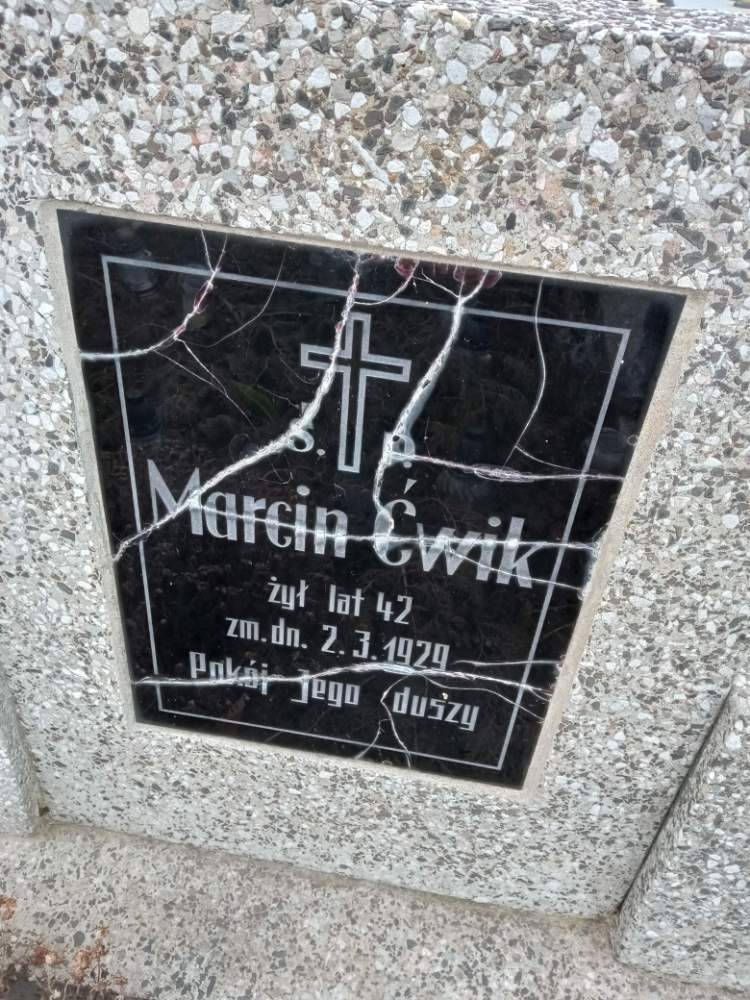 Ś. P.
Marcin Ćwik
żył lat 42
zm. dn. 2.3.1929
Pokój Jego duszy